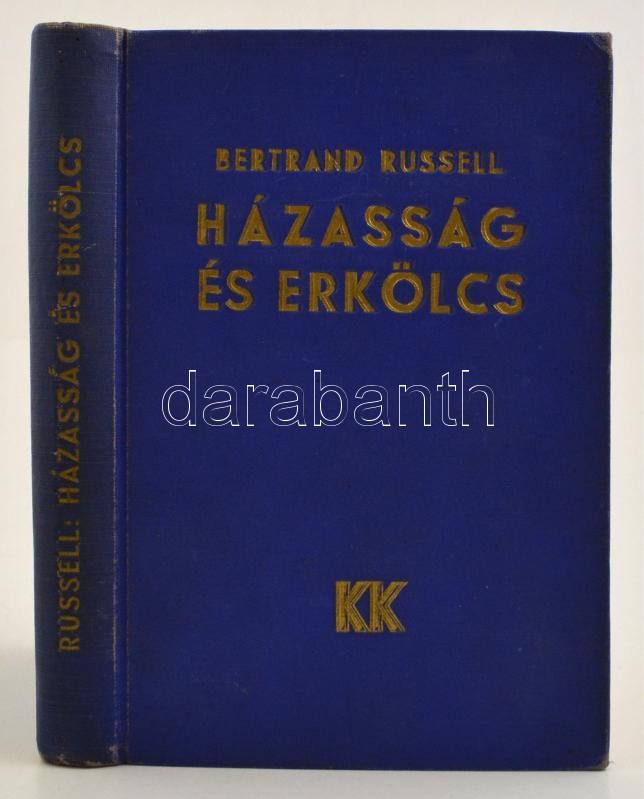 RUSSELL: HÁZASSÁG ÉS ERKÖLCS
BERTRAND RUSSELL
HÁZASSÁG
ÉS ERKÖLCS
darabanth
KK